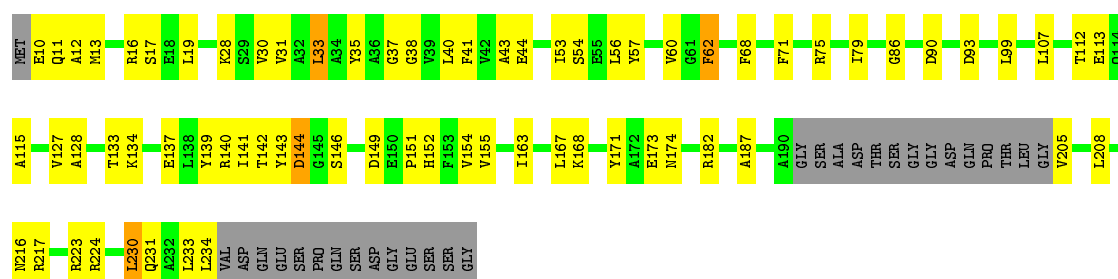 MET E10 Q11 A12 M13 R16 S17 E18 L19 K28 S29 V30 V31 A32 L33 A34 Y35 A36 G37 G38 V39 L40 F41 V42 A43 E44 I53 S54 E55 L56 Y57 V60 G61 F62 F68 F71 R75 I79 G86 D90 D93 L99 L107 T112 E113 Q114
A115 V127 A128 T133 K134 E137 L138 Y139 R140 I141 T142 Y143 D144 G145 S146 D149 E150 P151 H152 F153 V154 V155 I163 L167 K168 Y171 A172 E173 N174 R182 A187 A190 GLY SER ALA ASP THR SER GLY GLY ASP GLN PRO THR LEU GLY V205 L208
N216 R217 R223 R224 L230 Q231 A232 L233 L234 VAL ASP GLN GLU SER PRO GLN SER ASP GLY GLU SER SER GLY